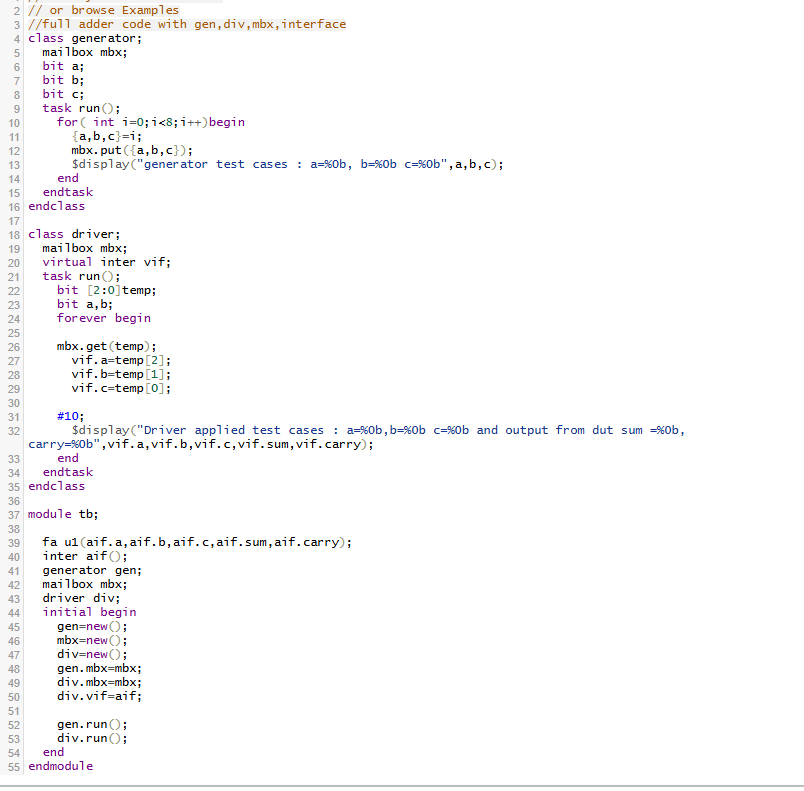 2 // or browse Examples
3 //full adder code with gen,div,mbx,interface
4 class generator;
5 mailbox mbx;
6 bit a;
7 bit b;
8 bit c;
9 task run();
10 for( int i=0;i<8;i++)begin
11 {a,b,c}=i;
12 mbx.put({a,b,c});
13 $display("generator test cases : a=%0b, b=%0b c=%0b",a,b,c);
14 end
15 endtask
16 endclass
17
18 class driver;
19 mailbox mbx;
20 virtual inter vif;
21 task run();
22 bit [2:0]temp;
23 bit a,b;
24 forever begin
25
26 mbx.get(temp);
27 vif.a=temp[2];
28 vif.b=temp[1];
29 vif.c=temp[0];
30
31 #10;
32 $display("Driver applied test cases : a=%0b,b=%0b c=%0b and output from dut sum =%0b,
carry=%0b",vif.a,vif.b,vif.c,vif.sum,vif.carry);
33 end
34 endtask
35 endclass
36
37 module tb;
38
39 fa u1(aif.a,aif.b,aif.c,aif.sum,aif.carry);
40 inter aif();
41 generator gen;
42 mailbox mbx;
43 driver div;
44 initial begin
45 gen=new();
46 mbx=new();
47 div=new();
48 gen.mbx=mbx;
49 div.mbx=mbx;
50 div.vif=aif;
51
52 gen.run();
53 div.run();
54 end
55 endmodule